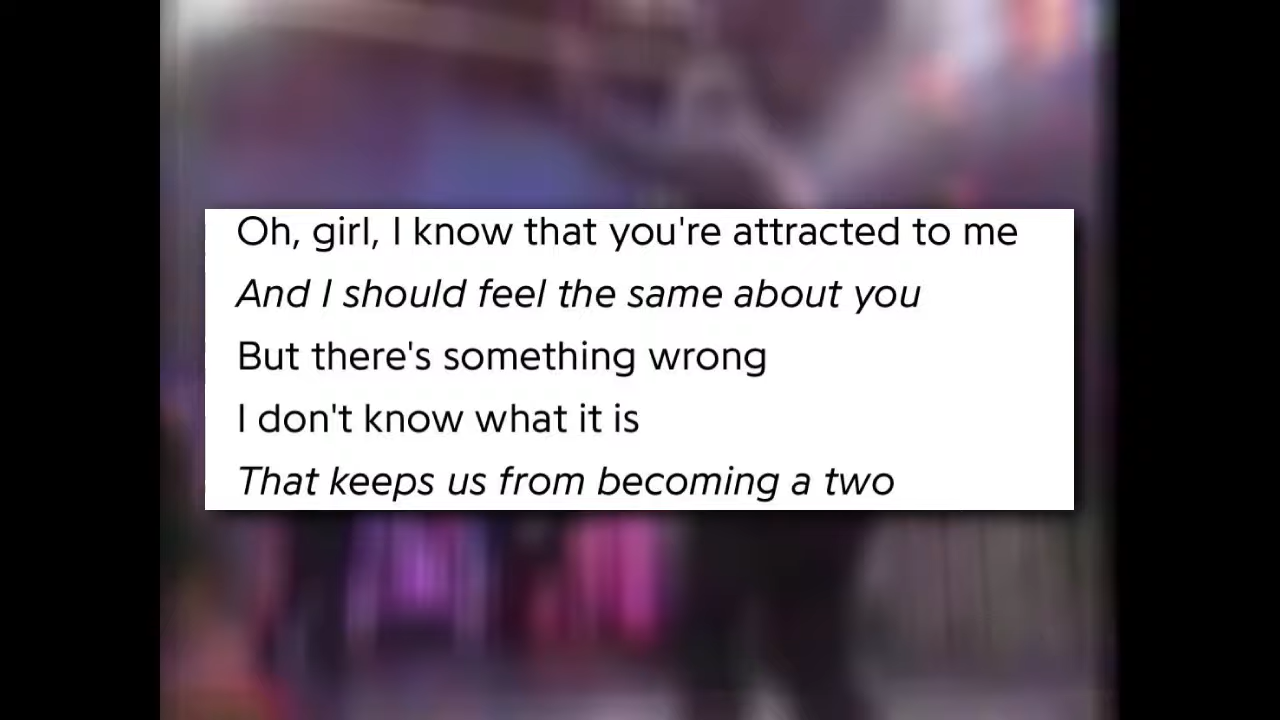 Oh, girl, I know that you're attracted to me
And I should feel the same about you
But there's something wrong
I don't know what it is
That keeps us from becoming a two